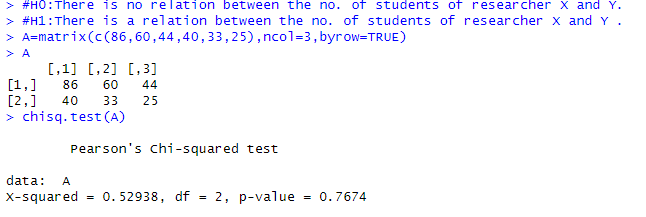 > #H0:There is no relation between the no. of students of researcher X and Y.
> #H1:There is a relation between the no. of students of researcher X and Y .
> A=matrix(c(86,60,44,40,33,25),ncol=3,byrow=TRUE)
> A
     [,1] [,2] [,3]
[1,]   86   60   44
[2,]   40   33   25
> chisq.test(A)
        Pearson's Chi-squared test
data:  A
X-squared = 0.52938, df = 2, p-value = 0.7674